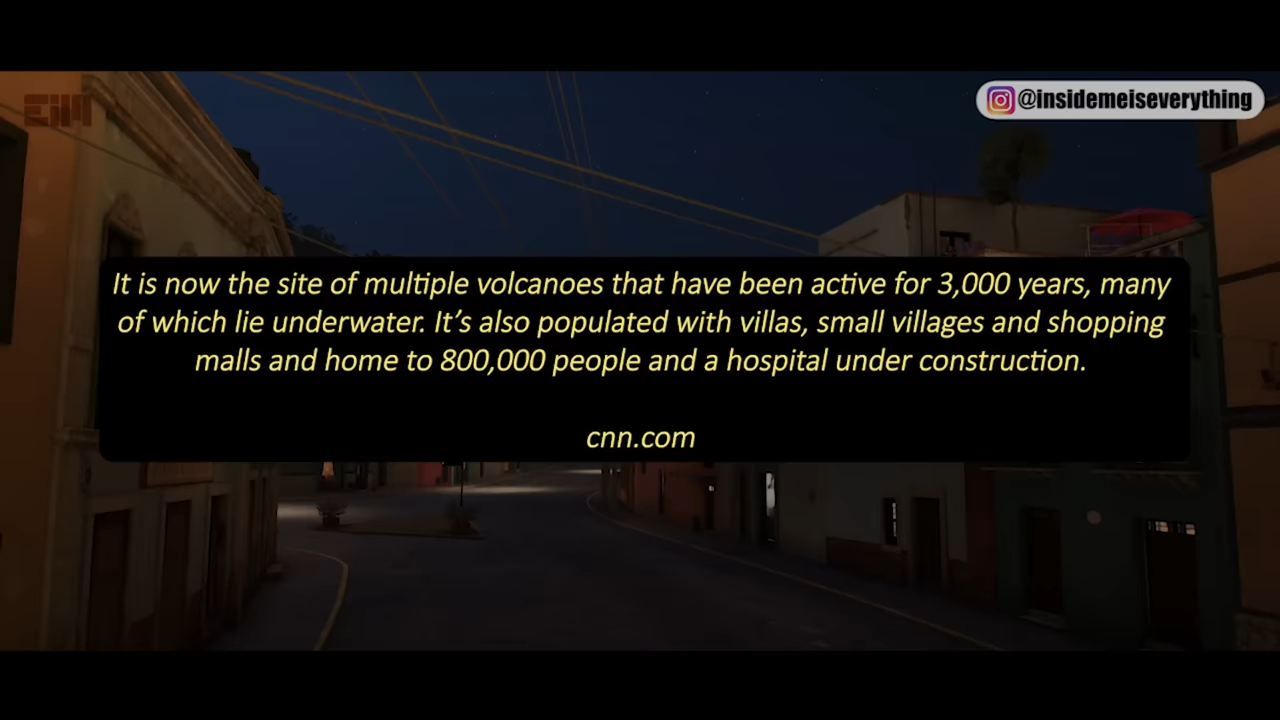 EIM
@insidemeiseverything
It is now the site of multiple volcanoes that have been active for 3,000 years, many
of which lie underwater. It’s also populated with villas, small villages and shopping
malls and home to 800,000 people and a hospital under construction.
cnn.com